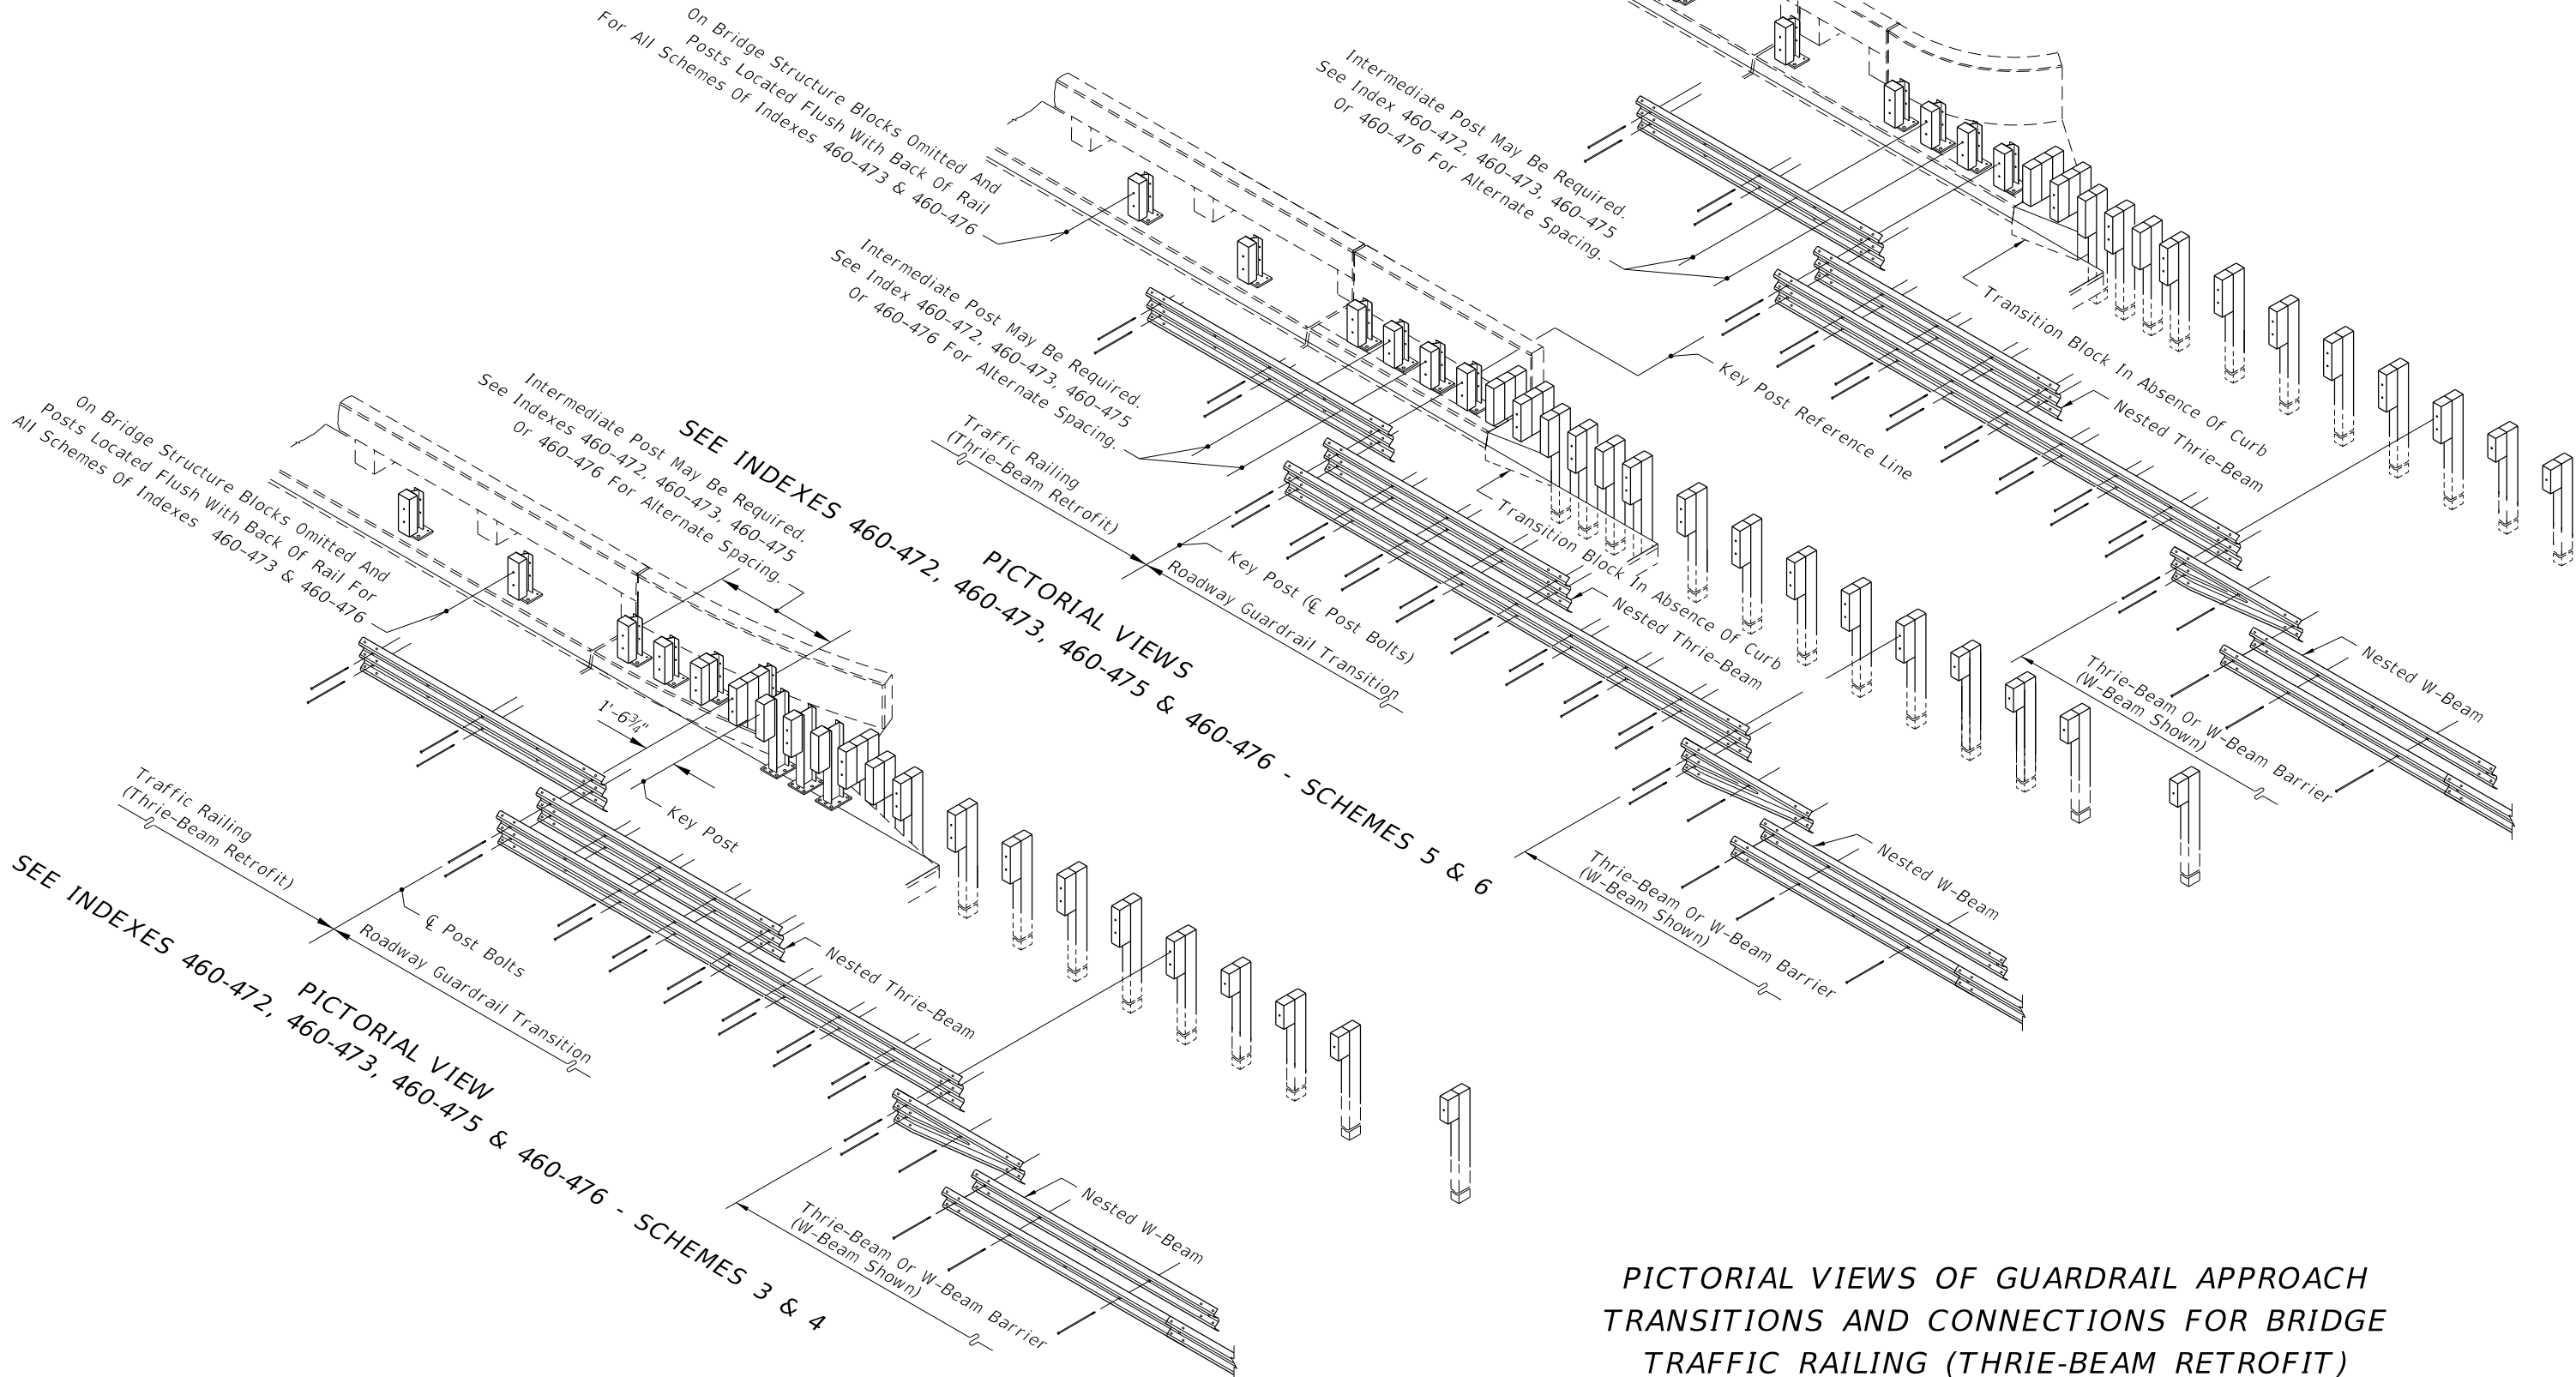 On Bridge Structure Blocks Omitted And
Posts Located Flush With Back Of Rail
For All Schemes Of Indexes 460-473 & 460-476
Intermediate Post May Be Required.
See Index 460-472, 460-473, 460-475
Or 460-476 For Alternate Spacing.
Transition Block In Absence Of Curb
Nested Thrie-Beam
Key Post Reference Line
Nested W-Beam
Thrie-Beam Or W-Beam Barrier
(W-Beam Shown)
Intermediate Post May Be Required.
See Index 460-472, 460-473, 460-475
Or 460-476 For Alternate Spacing.
Traffic Railing
(Thrie-Beam Retrofit)
Key Post (℄ Post Bolts)
Roadway Guardrail Transition
Transition Block In Absence Of Curb
Nested Thrie-Beam
Nested W-Beam
Thrie-Beam Or W-Beam Barrier
(W-Beam Shown)
PICTORIAL VIEWS
SEE INDEXES 460-472, 460-473, 460-475 & 460-476 - SCHEMES 5 & 6
On Bridge Structure Blocks Omitted And
Posts Located Flush With Back Of Rail For
All Schemes Of Indexes 460-473 & 460-476
Intermediate Post May Be Required.
See Indexes 460-472, 460-473, 460-475
Or 460-476 For Alternate Spacing.
1'-6¾"
Key Post
Traffic Railing
(Thrie-Beam Retrofit)
℄ Post Bolts
Roadway Guardrail Transition
Nested Thrie-Beam
Nested W-Beam
Thrie-Beam Or W-Beam Barrier
(W-Beam Shown)
PICTORIAL VIEW
SEE INDEXES 460-472, 460-473, 460-475 & 460-476 - SCHEMES 3 & 4
PICTORIAL VIEWS OF GUARDRAIL APPROACH
TRANSITIONS AND CONNECTIONS FOR BRIDGE
TRAFFIC RAILING (THRIE-BEAM RETROFIT)